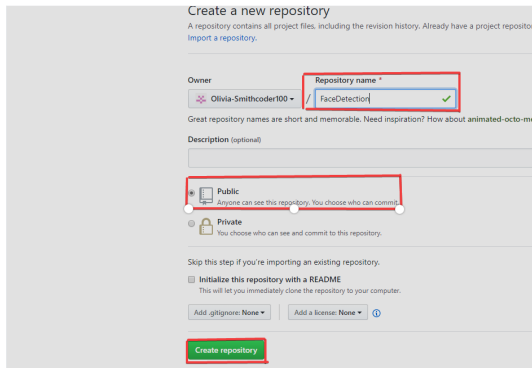 Create a new repository
A repository contains all project files, including the revision history. Already have a project reposito
Import a repository.
Owner
Repository name *
Olivia-Smithcoder100 / FaceDetection
Great repository names are short and memorable. Need inspiration? How about animated-octo-m
Description (optional)
Public
Anyone can see this repository. You choose who can commit.
Private
You choose who can see and commit to this repository.
Skip this step if you're importing an existing repository.
Initialize this repository with a README
This will let you immediately clone the repository to your computer.
Add .gitignore: None
Add a license: None
Create repository